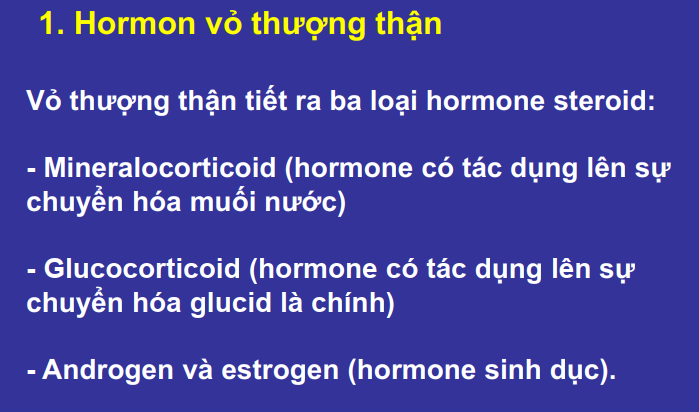 1. Hormon vỏ thượng thận
Vỏ thượng thận tiết ra ba loại hormone steroid:
- Mineralocorticoid (hormone có tác dụng lên sự
chuyển hóa muối nước)
- Glucocorticoid (hormone có tác dụng lên sự
chuyển hóa glucid là chính)
- Androgen và estrogen (hormone sinh dục).